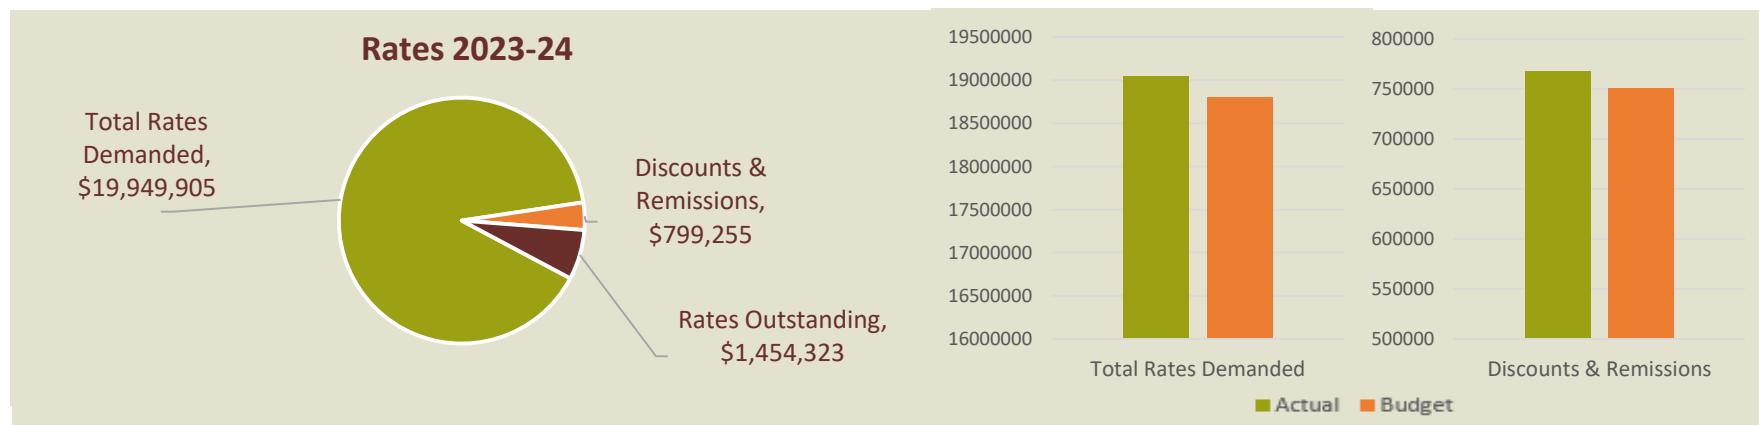 Rates 2023-24
Total Rates
Demanded,
$19,949,905
Discounts &
Remissions,
$799,255
Rates Outstanding,
$1,454,323
19500000
19000000
18500000
18000000
17500000
17000000
16500000
16000000
Total Rates Demanded
800000
750000
700000
650000
600000
550000
500000
Discounts & Remissions
Actual
Budget